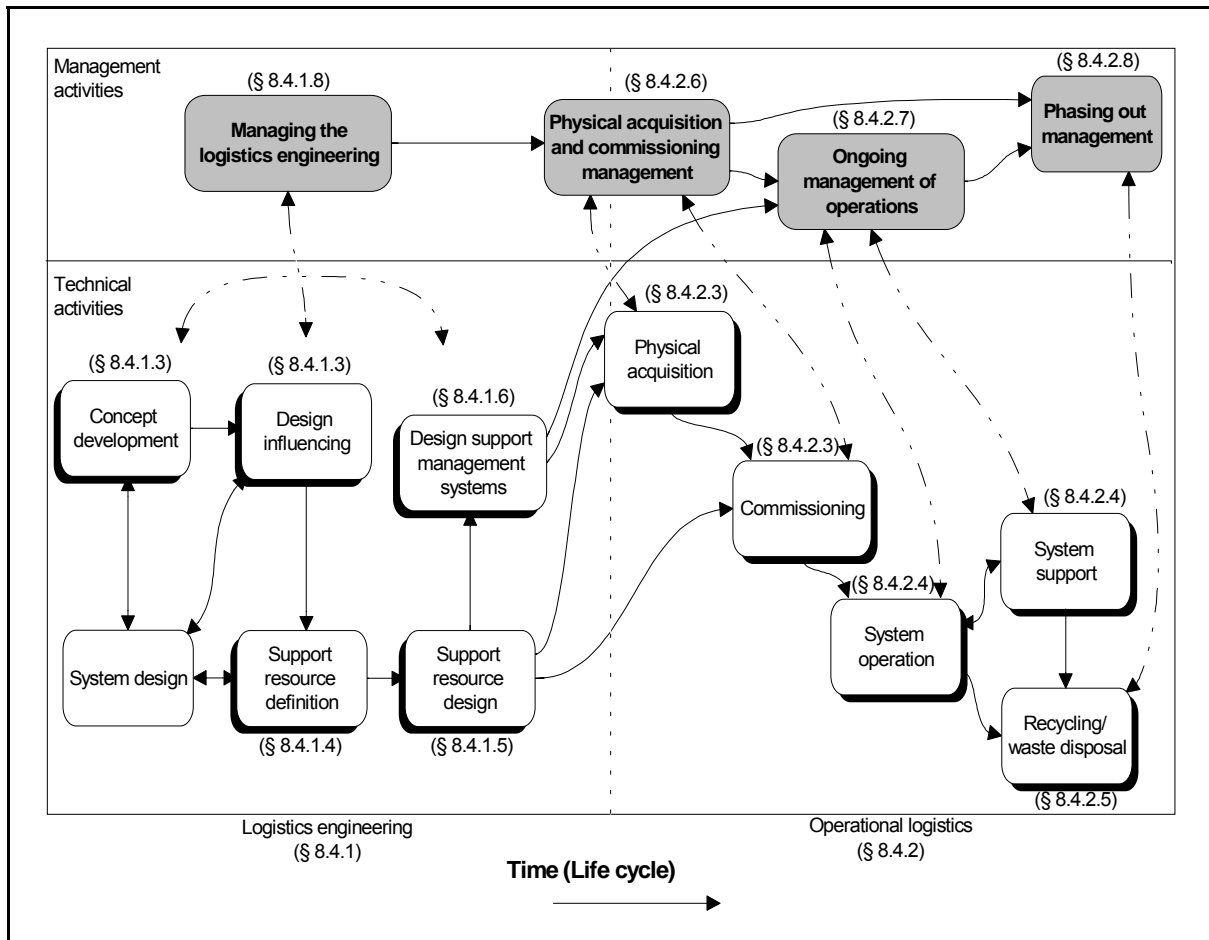 Management
activities
(§ 8.4.1.8)
Managing the
logistics engineering
(§ 8.4.2.6)
Physical acquisition
and commissioning
management
(§ 8.4.2.7)
Ongoing
management of
operations
(§ 8.4.2.8)
Phasing out
management
Technical
activities
(§ 8.4.1.3)
Concept
development
(§ 8.4.1.3)
Design
influencing
(§ 8.4.1.6)
Design support
management
systems
System design
Support
resource
definition
(§ 8.4.1.4)
Support
resource
design
(§ 8.4.1.5)
(§ 8.4.2.3)
Physical
acquisition
(§ 8.4.2.3)
Commissioning
(§ 8.4.2.4)
System
operation
(§ 8.4.2.4)
System
support
Recycling/
waste disposal
(§ 8.4.2.5)
Logistics engineering
(§ 8.4.1)
Operational logistics
(§ 8.4.2)
Time (Life cycle)